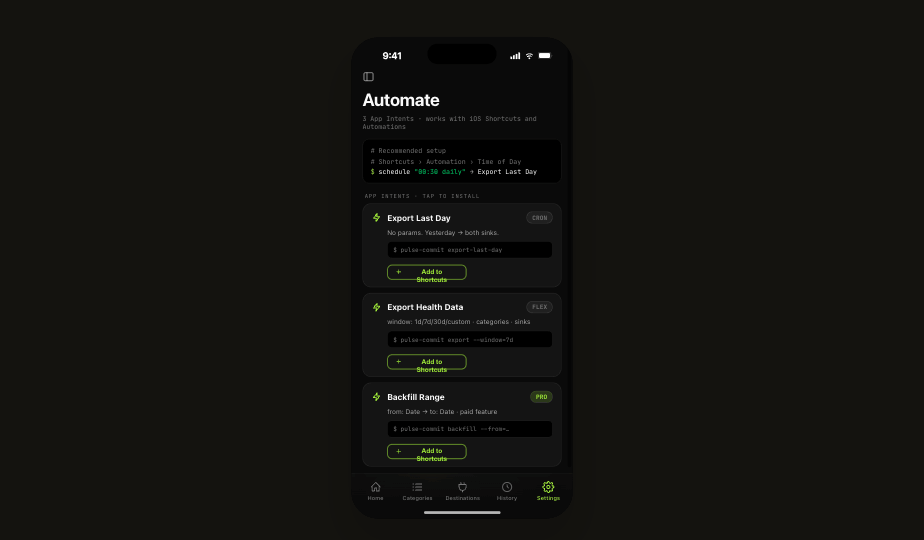 9:41
Automate
3 App Intents · works with iOS Shortcuts and
Automations
# Recommended setup
# Shortcuts › Automation › Time of Day
$ schedule "00:30 daily" → Export Last Day
APP INTENTS · TAP TO INSTALL
Export Last Day
CRON
No params. Yesterday → both sinks.
$ pulse-commit export-last-day
+ Add to
Shortcuts
Export Health Data
FLEX
window: 1d/7d/30d/custom · categories · sinks
$ pulse-commit export --window=7d
+ Add to
Shortcuts
Backfill Range
PRO
from: Date → to: Date · paid feature
$ pulse-commit backfill --from=…
+ Add to
Shortcuts
Home
Categories
Destinations
History
Settings